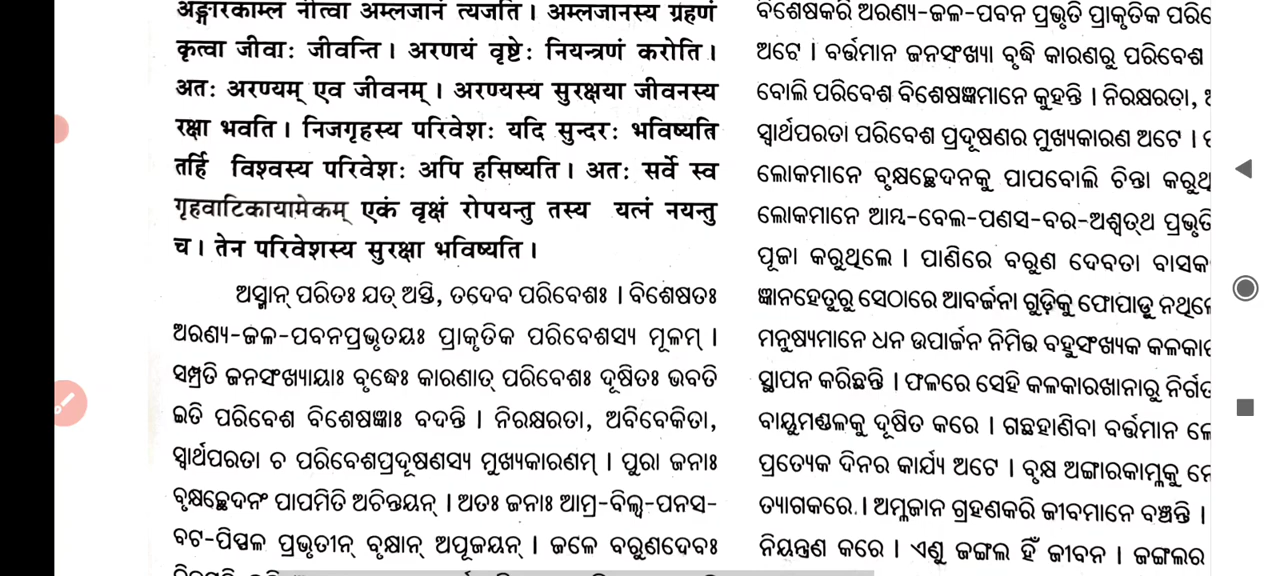 अङ्गारकाम्ल नीत्वा अम्लजानं त्यजति। अम्लजानस्य ग्रहणं
कृत्वा जीवाः जीवन्ति। अरणयं वृष्टेः नियन्त्रणं करोति।
अतः अरण्यम् एव जीवनम्। अरण्यस्य सुरक्षया जीवनस्य
रक्षा भवति। निजगृहस्य परिवेशः यदि सुन्दरः भविष्यति
तर्हि विश्वस्य परिवेशः अपि हसिष्यति। अतः सर्वे स्व
गृहवाटिकायामेकम् एकं वृक्षं रोपयन्तु तस्य यत्नं नयन्तु
च। तेन परिवेशस्य सुरक्षा भविष्यति।
ଅସ୍ମାନ୍ ପରିତଃ ଯତ୍ ଅସ୍ତି, ତଦେବ ପରିବେଶଃ। ବିଶେଷତଃ
ଅରଣ୍ୟ-ଜଳ-ପବନପ୍ରଭୃତୟଃ ପ୍ରାକୃତିକ ପରିବେଶସ୍ୟ ମୂଳମ୍।
ସମ୍ପ୍ରତି ଜନସଂଖ୍ୟାୟାଃ ବୃଦ୍ଧେଃ କାରଣାତ୍ ପରିବେଶଃ ଦୂଷିତଃ ଭବତି
ଇତି ପରିବେଶ ବିଶେଷଜ୍ଞାଃ ବଦନ୍ତି। ନିରକ୍ଷରତା, ଅବିବେକିତା,
ସ୍ୱାର୍ଥପରତା ଚ ପରିବେଶପ୍ରଦୂଷଣସ୍ୟ ମୁଖ୍ୟକାରଣମ୍। ପୁରା ଜନାଃ
ବୃକ୍ଷଚ୍ଛେଦନଂ ପାପମିତି ଅଚିନ୍ତୟନ୍। ଅତଃ ଜନାଃ ଆମ୍ର-ବିଲ୍ୱ-ପନସ-
ବଟ-ପିପ୍ପଳ ପ୍ରଭୃତୀନ୍ ବୃକ୍ଷାନ୍ ଅପୂଜୟନ୍। ଜଳେ ବରୁଣଦେବଃ
ବିଶେଷକରି ଅରଣ୍ୟ-ଜଳ-ପବନ ପ୍ରଭୃତି ପ୍ରାକୃତିକ
ଅଟେ। ବର୍ତ୍ତମାନ ଜନସଂଖ୍ୟା ବୃଦ୍ଧି କାରଣରୁ ପରିବେଶ
ବୋଲି ପରିବେଶ ବିଶେଷଜ୍ଞମାନେ କୁହନ୍ତି। ନିରକ୍ଷରତା,
ସ୍ୱାର୍ଥପରତା ପରିବେଶ ପ୍ରଦୂଷଣର ମୁଖ୍ୟକାରଣ ଅଟେ।
ଲୋକମାନେ ବୃକ୍ଷଚ୍ଛେଦନକୁ ପାପବୋଲି ଚିନ୍ତା
ଲୋକମାନେ ଆମ୍ଭ-ବେଲ-ପଣସ-ବର-ଅଶ୍ୱତ୍ଥ ପ୍ରଭୃତି
ପୂଜା କରୁଥିଲେ। ପାଣିରେ ବରୁଣ ଦେବତା
ଜ୍ଞାନହେତୁରୁ ସେଠାରେ ଆବର୍ଜନା ଗୁଡ଼ିକୁ ଫୋପାଡୁ
ମନୁଷ୍ୟମାନେ ଧନ ଉପାର୍ଜନ ନିମିତ୍ତ ବହୁସଂଖ୍ୟକ
ସ୍ଥାପନ କରିଛନ୍ତି। ଫଳରେ ସେହି କଳକାରଖାନାରୁ
ବାୟୁମଣ୍ଡଳକୁ ଦୂଷିତ କରେ। ଗଛହାଣିବା ବର୍ତ୍ତମାନ
ପ୍ରତ୍ୟେକ ଦିନର କାର୍ଯ୍ୟ ଅଟେ। ବୃକ୍ଷ ଅଙ୍ଗାରକାମ୍ଳକୁ
ତ୍ୟାଗକରେ। ଅମ୍ଳଜାନ ଗ୍ରହଣକରି ଜୀବମାନେ ବଞ୍ଚନ୍ତି।
ନିୟନ୍ତ୍ରଣ କରେ। ଏଣୁ ଜଙ୍ଗଲ ହିଁ ଜୀବନ। ଜଙ୍ଗଲର